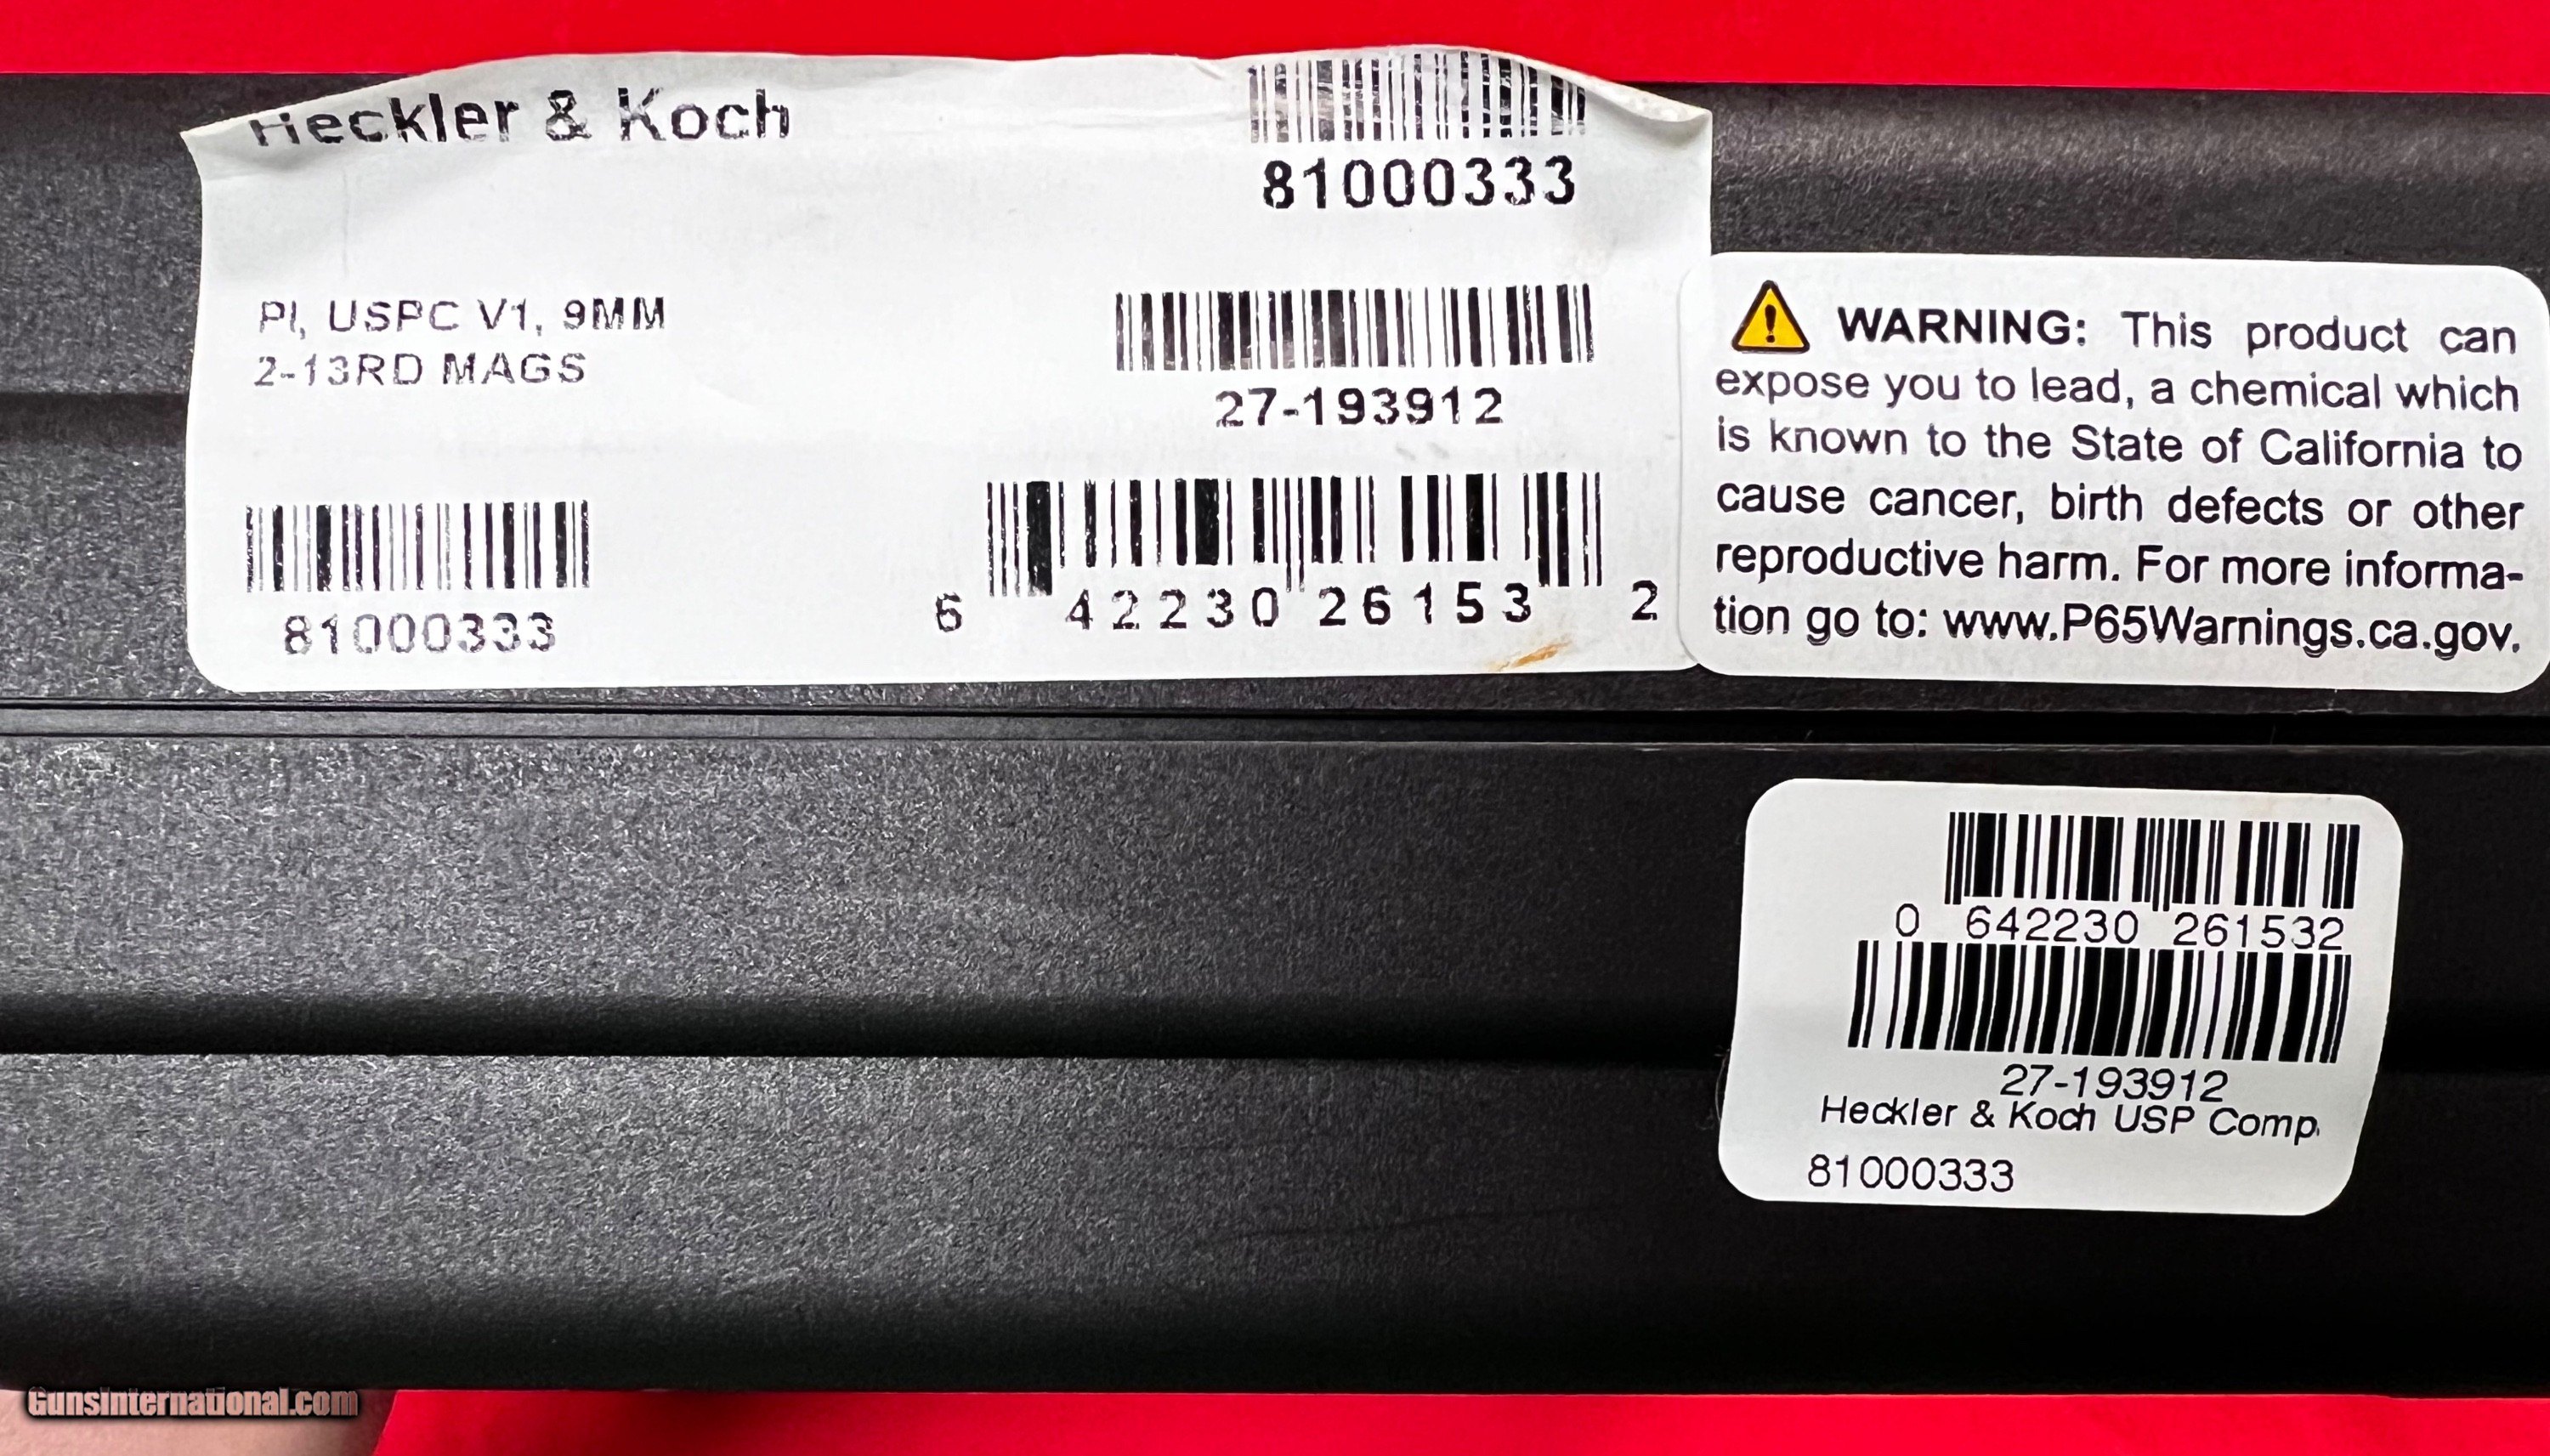 Heckler & Koch
81000333
PI, USPC V1, 9MM
2-13RD MAGS
27-193912
81000333
6 42230 26153 2
WARNING: This product can
expose you to lead, a chemical which
is known to the State of California to
cause cancer, birth defects or other
reproductive harm. For more informa-
tion go to: www.P65Warnings.ca.gov.
0 642230 261532
27-193912
Heckler & Koch USP Comp.
81000333
GunsInternational.com